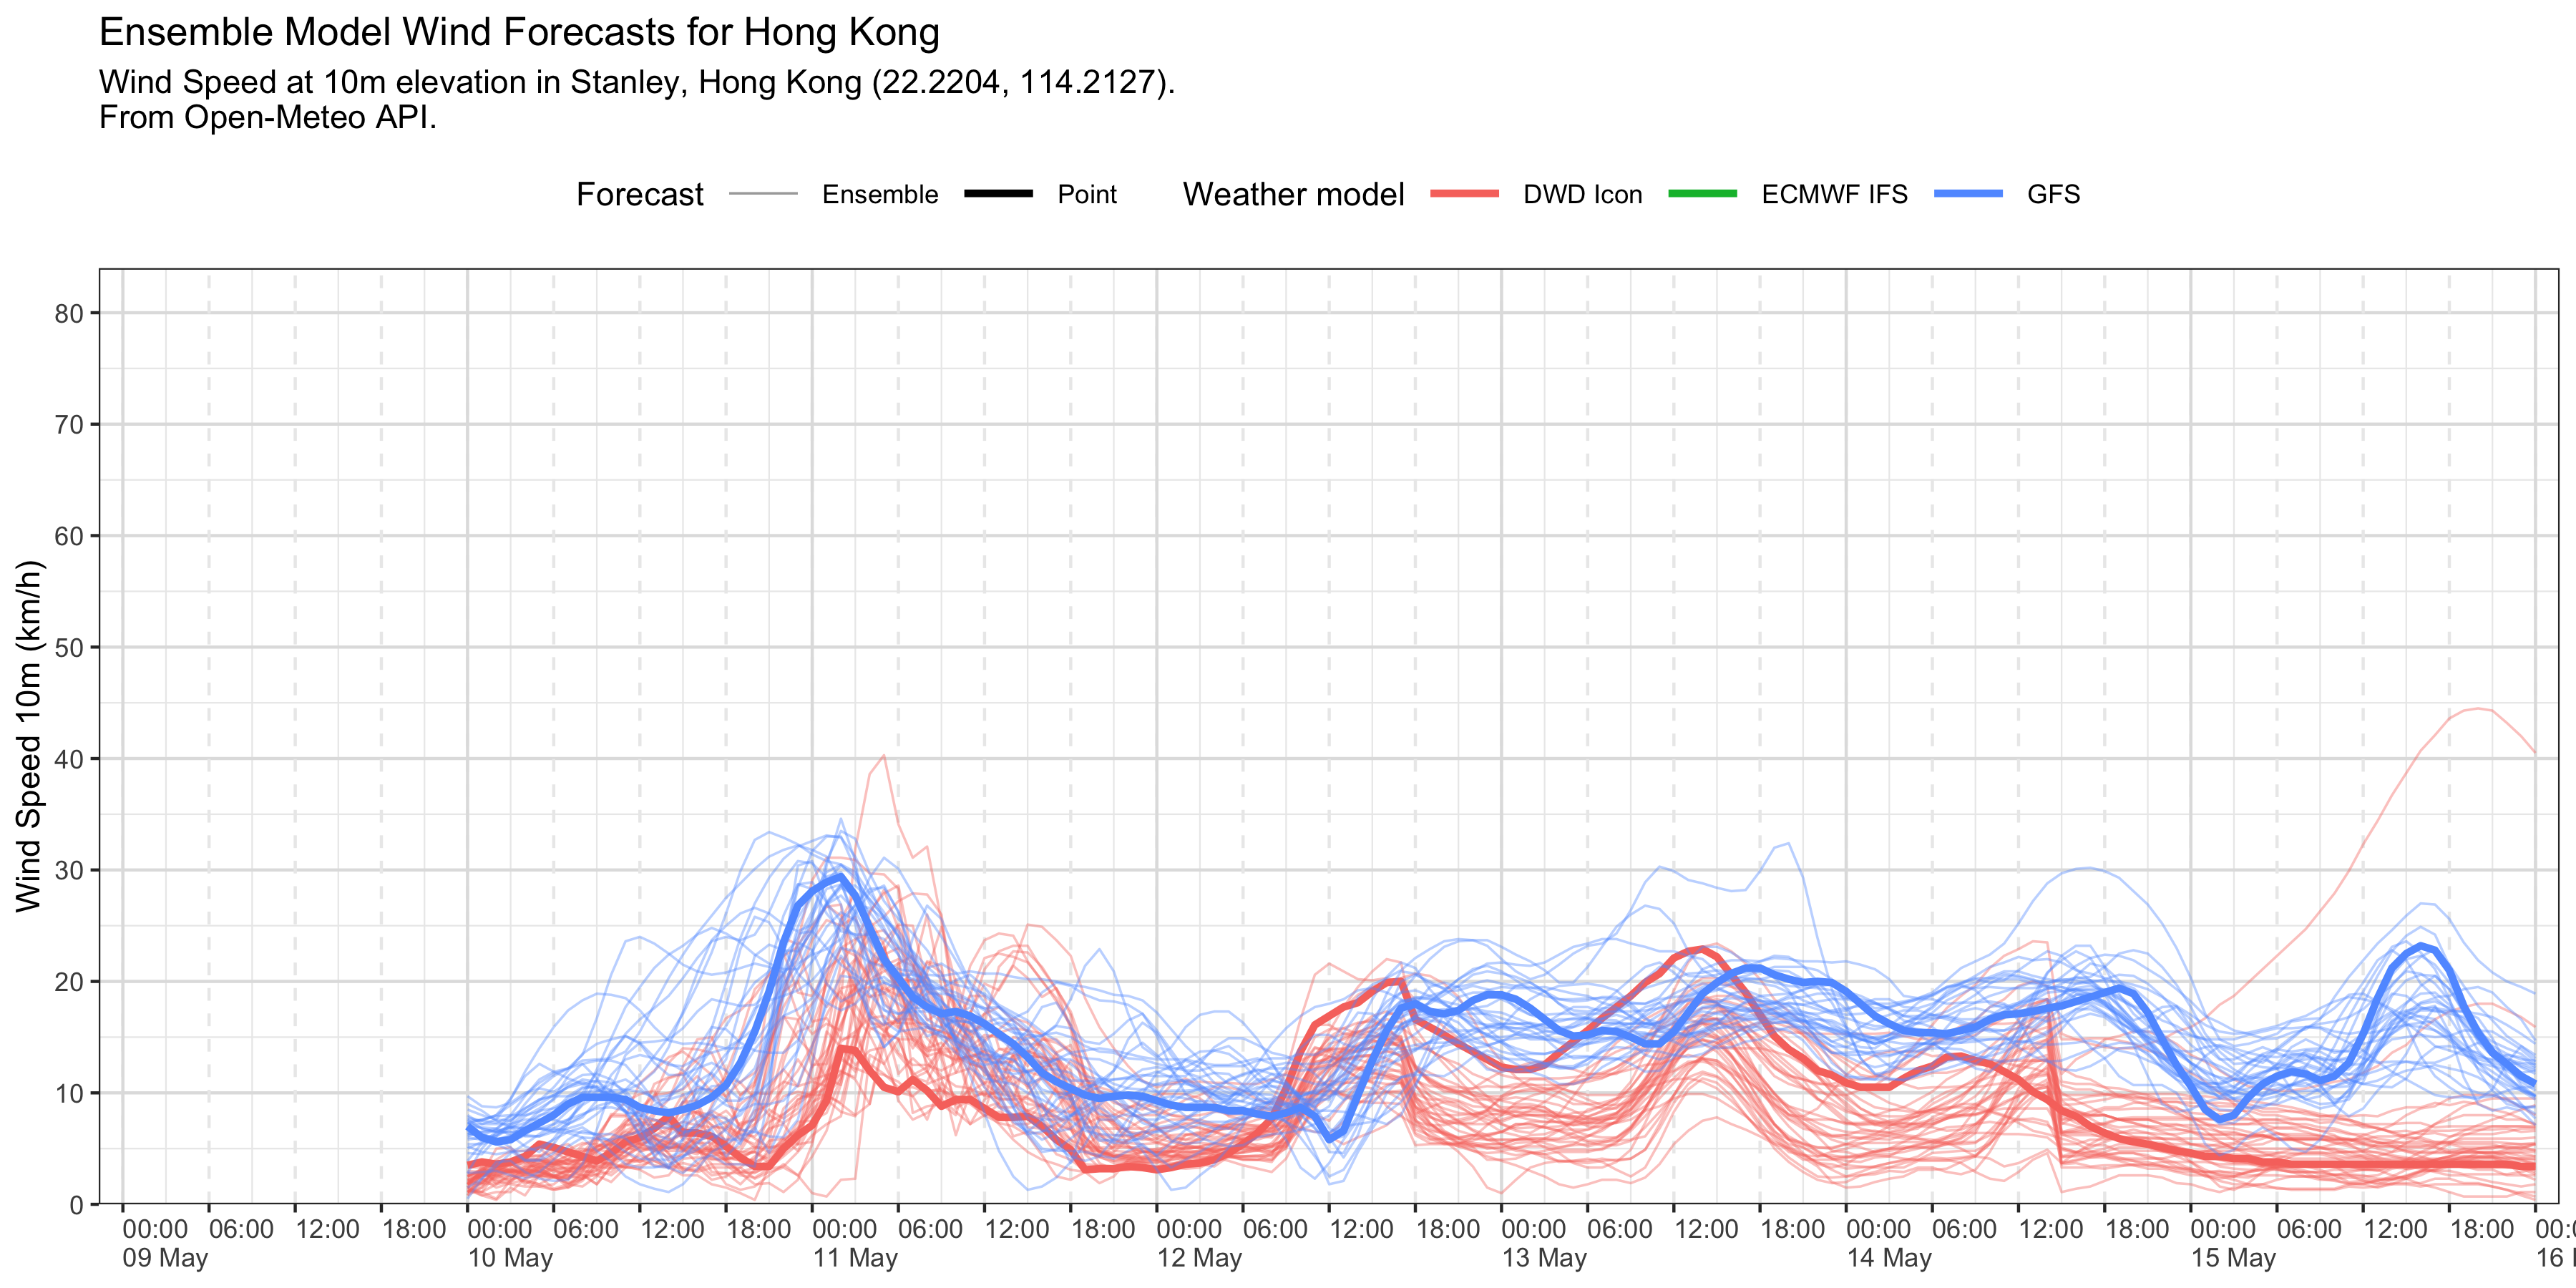 Ensemble Model Wind Forecasts for Hong Kong
Wind Speed at 10m elevation in Stanley, Hong Kong (22.2204, 114.2127).
From Open-Meteo API.
Forecast Ensemble Point Weather model DWD Icon ECMWF IFS GFS
Wind Speed 10m (km/h)
80
70
60
50
40
30
20
10
0
00:00 06:00 12:00 18:00 00:00 06:00 12:00 18:00 00:00 06:00 12:00 18:00 00:00 06:00 12:00 18:00 00:00 06:00 12:00 18:00 00:00 06:00 12:00 18:00 00:00 06:00 12:00 18:00
09 May 10 May 11 May 12 May 13 May 14 May 15 May 16